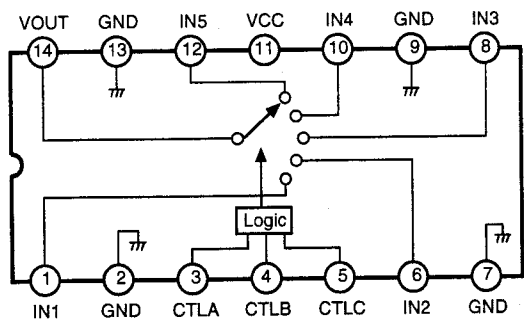 VOUT GND IN5 VCC IN4 GND IN3
14 13 12 11 10 9 8
Logic
1 2 3 4 5 6 7
IN1 GND CTLA CTLB CTLC IN2 GND